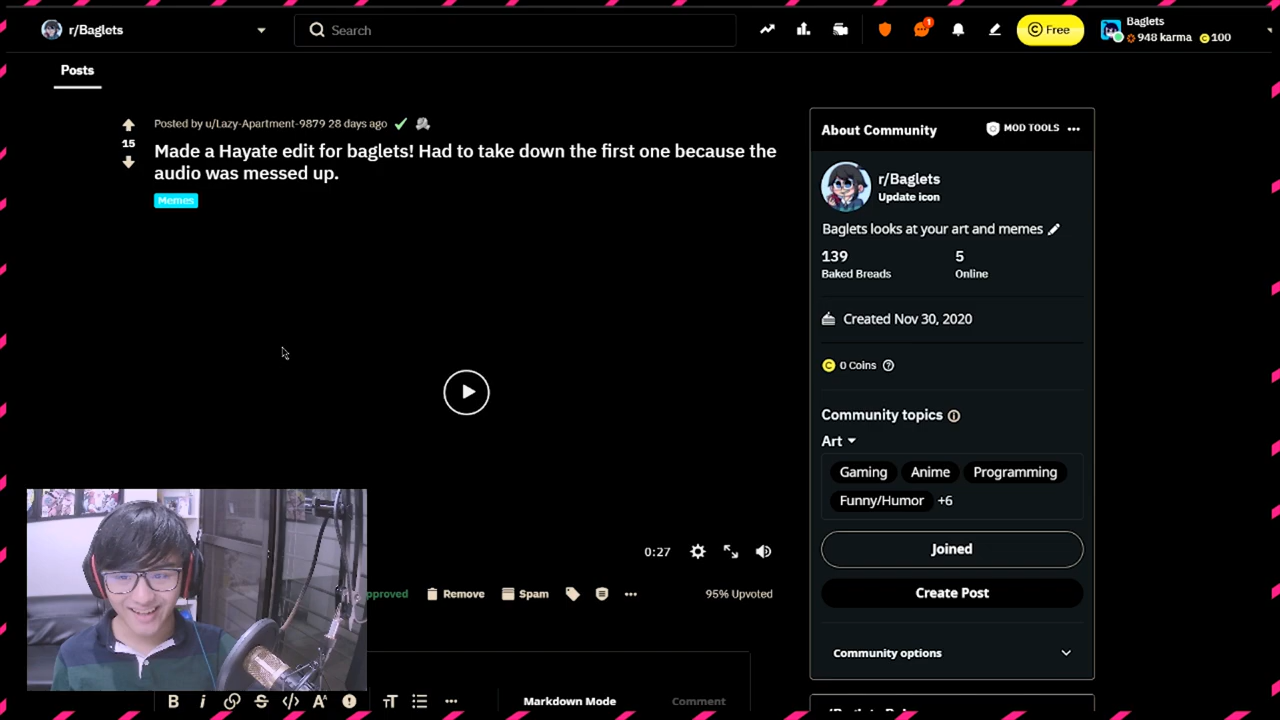 r/Baglets
Search
1
Free
Baglets
948 karma
100
Posts
Posted by u/Lazy-Apartment-9879 28 days ago
15
Made a Hayate edit for baglets! Had to take down the first one because the
audio was messed up.
Memes
0:27
pproved
Remove
Spam
95% Upvoted
B i
Markdown Mode
Comment
About Community
MOD TOOLS
r/Baglets
Update icon
Baglets looks at your art and memes
139
Baked Breads
5
Online
Created Nov 30, 2020
0 Coins
Community topics
Art
Gaming
Anime
Programming
Funny/Humor
+6
Joined
Create Post
Community options